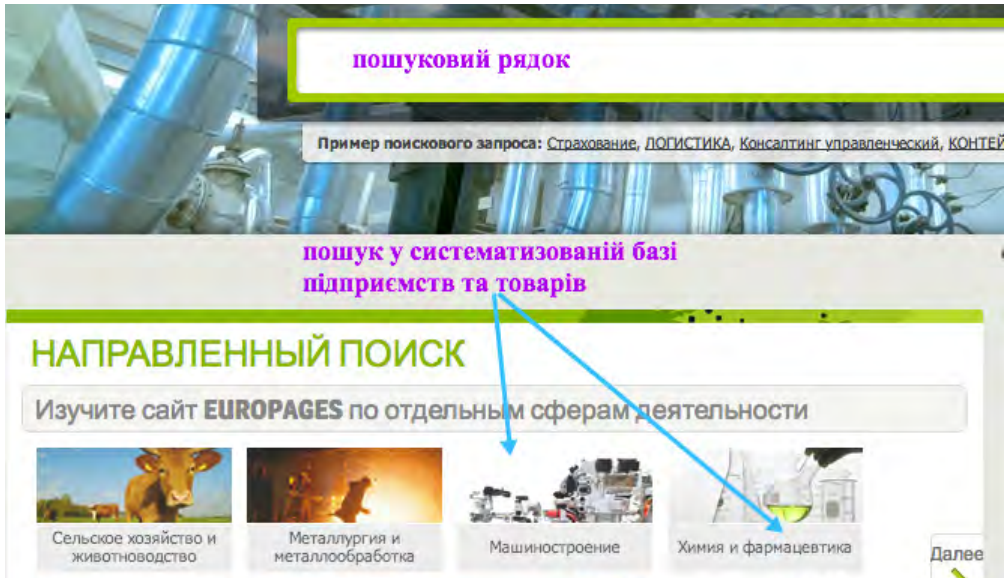 пошуковий рядок
Пример поискового запроса: Страхование, ЛОГИСТИКА, Консалтинг управленческий, КОНТЕЙ
пошук у систематизованій базі
підприємств та товарів
НАПРАВЛЕННЫЙ ПОИСК
Изучите сайт EUROPAGES по отдельным сферам деятельности
Сельское хозяйство и
животноводство
Металлургия и
металлообработка
Машиностроение
Химия и фармацевтика
Далее